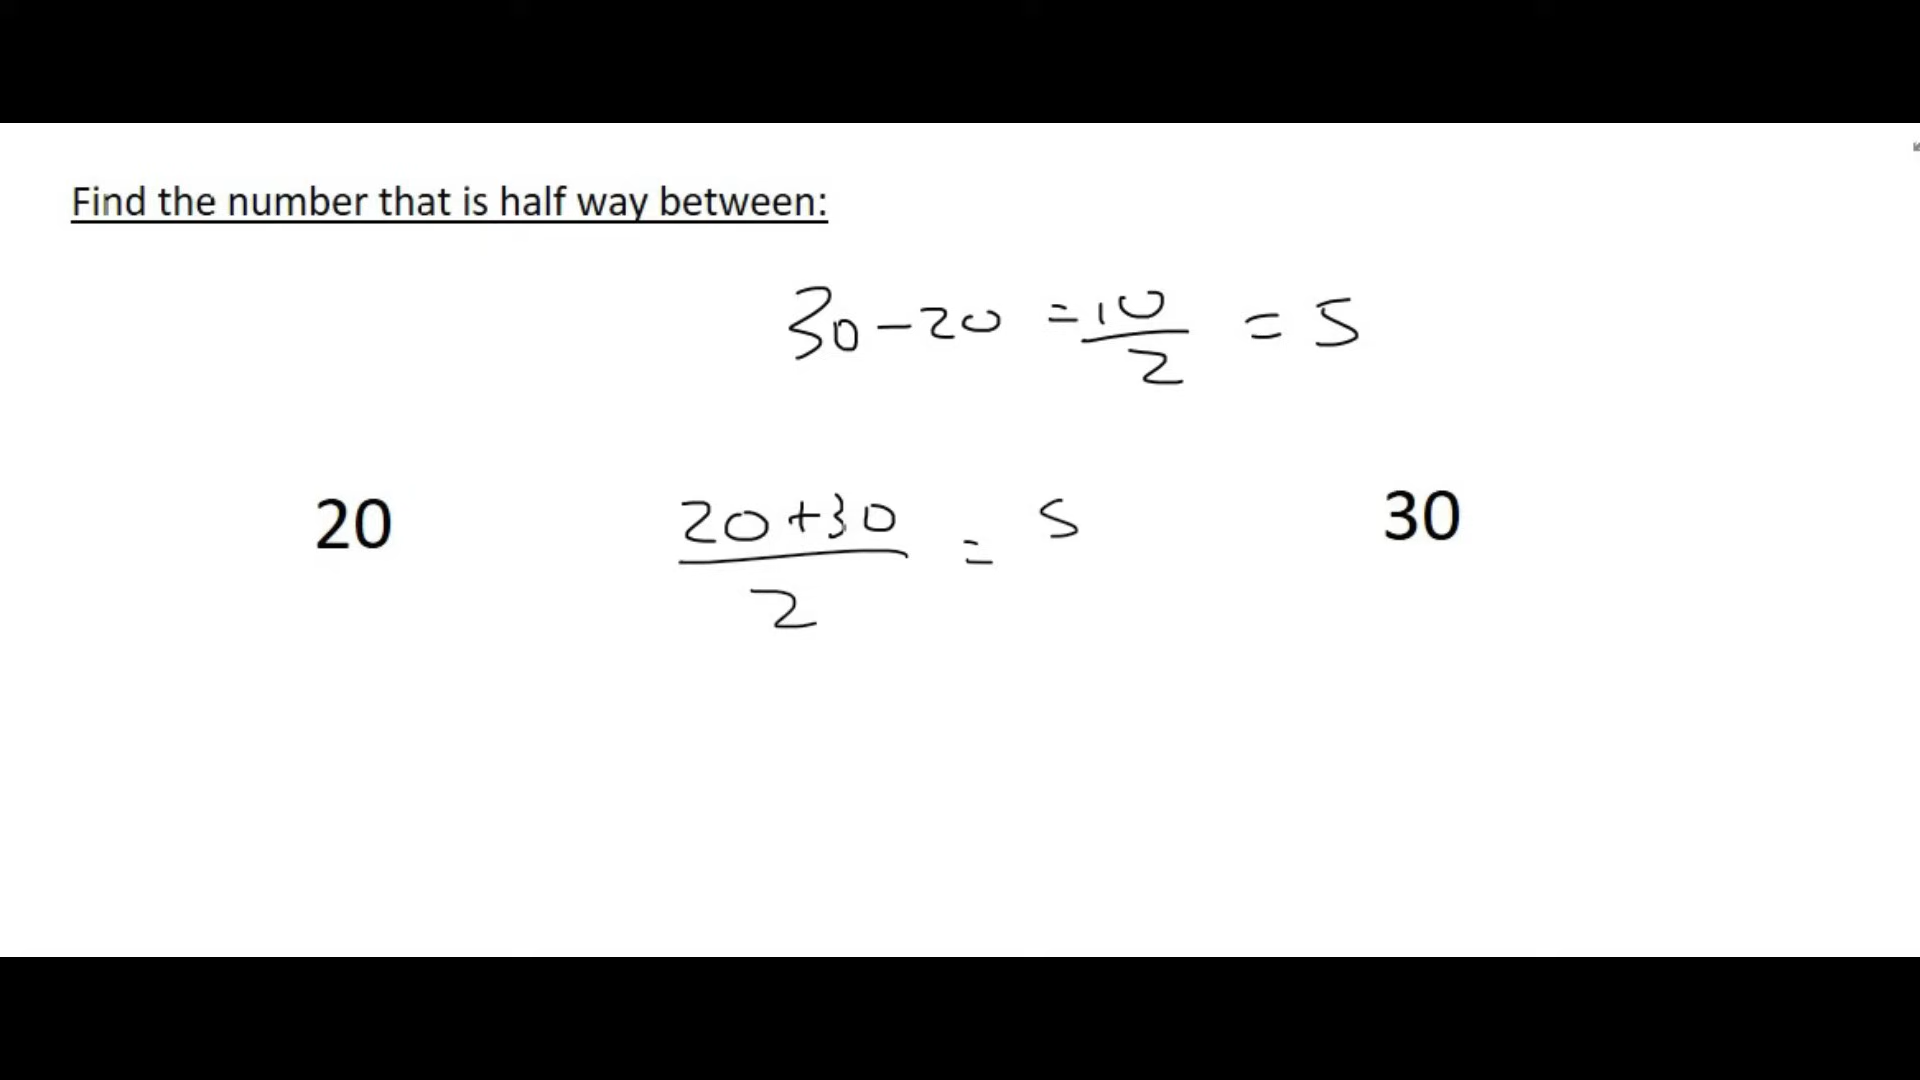 Find the number that is half way between:
30 - 20 = 10/2 = 5
20 (20+30)/2 = 5 30